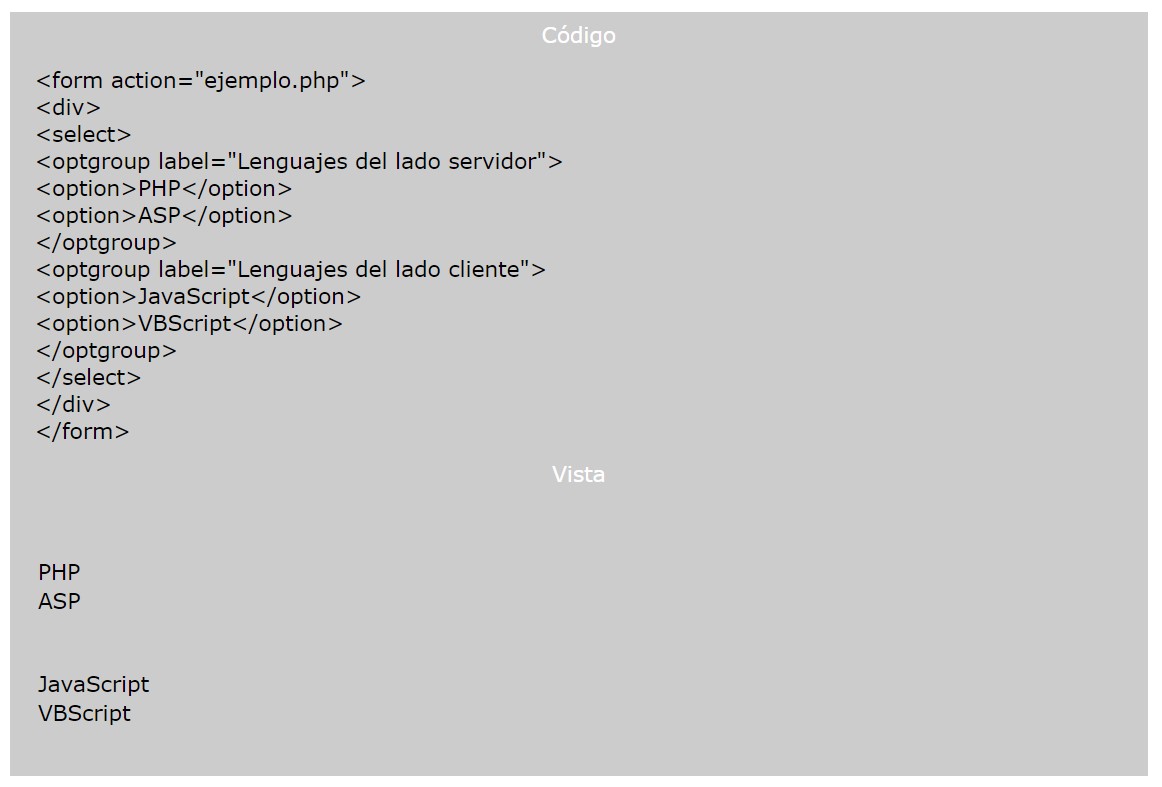 Código
<form action="ejemplo.php">
<div>
<select>
<optgroup label="Lenguajes del lado servidor">
<option>PHP</option>
<option>ASP</option>
</optgroup>
<optgroup label="Lenguajes del lado cliente">
<option>JavaScript</option>
<option>VBScript</option>
</optgroup>
</select>
</div>
</form>
Vista
PHP
ASP
JavaScript
VBScript